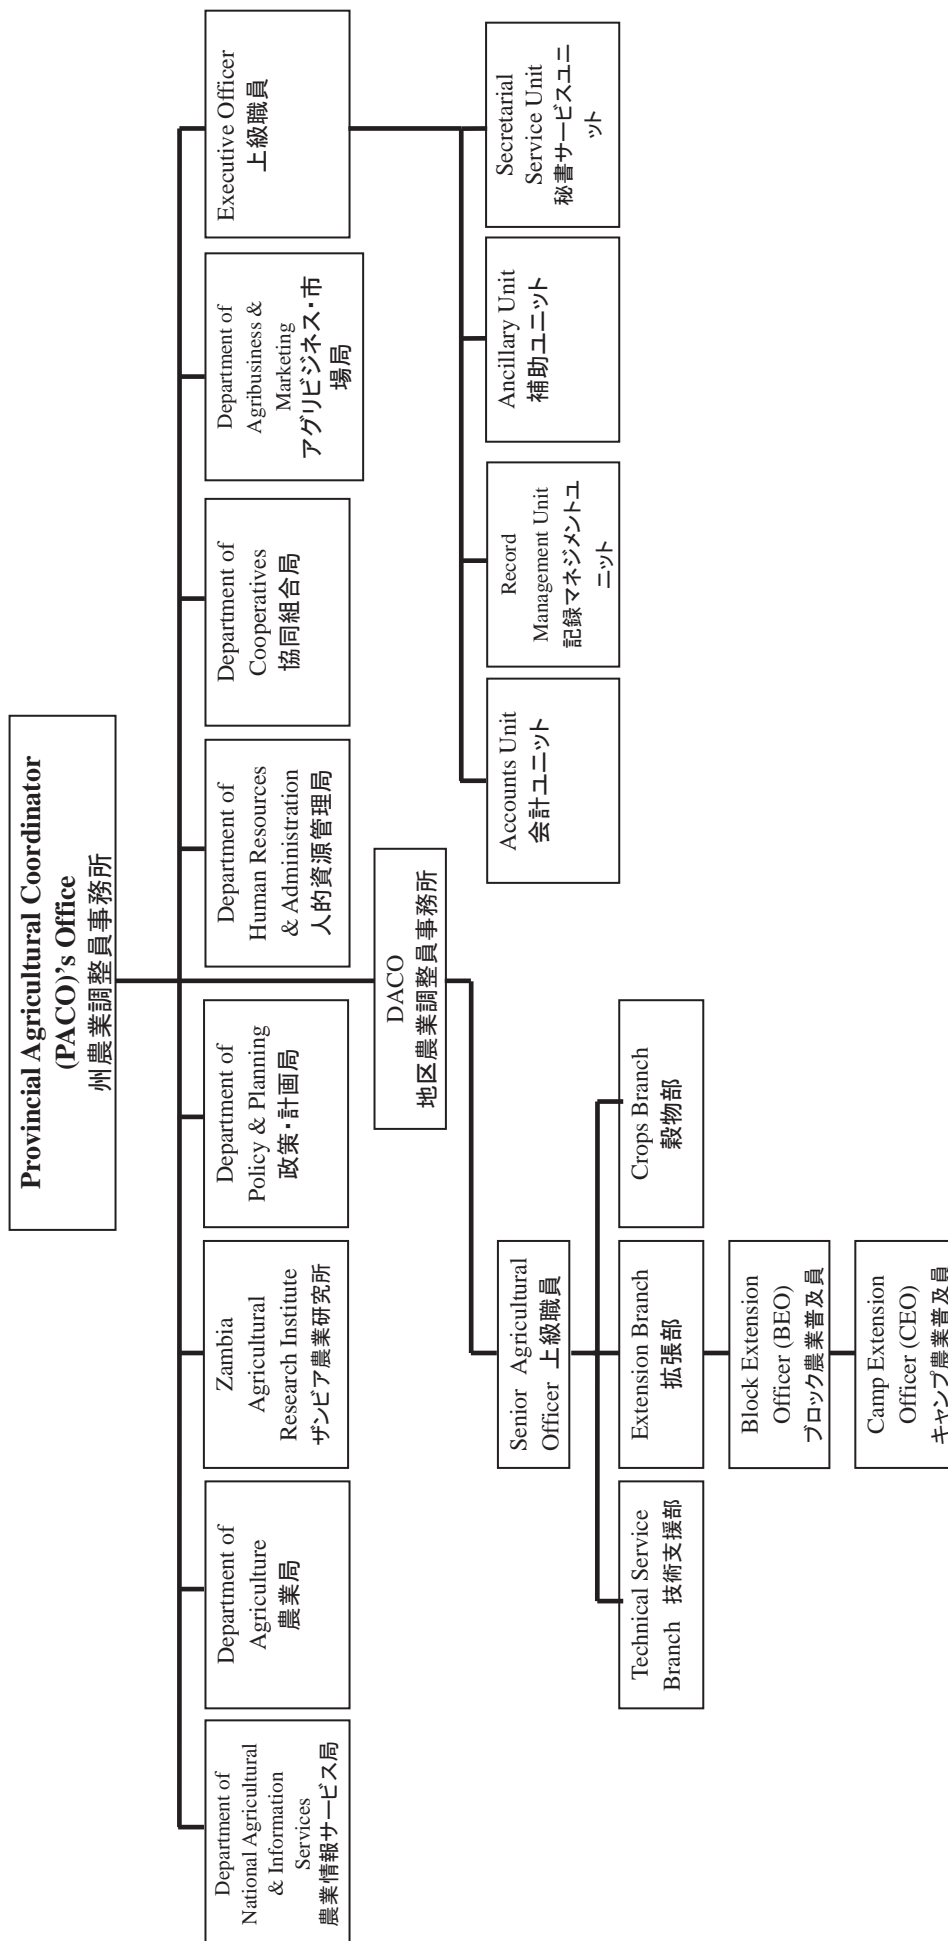 Provincial Agricultural Coordinator
(PACO)'s Office
州農業調整員事務所
Department of
National Agricultural
& Information
Services
農業情報サービス局
Department of
Agriculture
農業局
Zambia
Agricultural
Research Institute
ザンビア農業研究所
Department of
Policy & Planning
政策・計画局
Department of
Human Resources
& Administration
人的資源管理局
Department of
Cooperatives
協同組合局
Department of
Agribusiness &
Marketing
アグリビジネス・市
場局
Executive Officer
上級職員
DACO
地区農業調整員事務所
Accounts Unit
会計ユニット
Record
Management Unit
記録マネジメントユ
ニット
Ancillary Unit
補助ユニット
Secretarial
Service Unit
秘書サービスユニ
ット
Senior Agricultural
Officer 上級職員
Technical Service
Branch 技術支援部
Extension Branch
拡張部
Crops Branch
穀物部
Block Extension
Officer (BEO)
ブロック農業普及員
Camp Extension
Officer (CEO)
キャンプ農業普及員